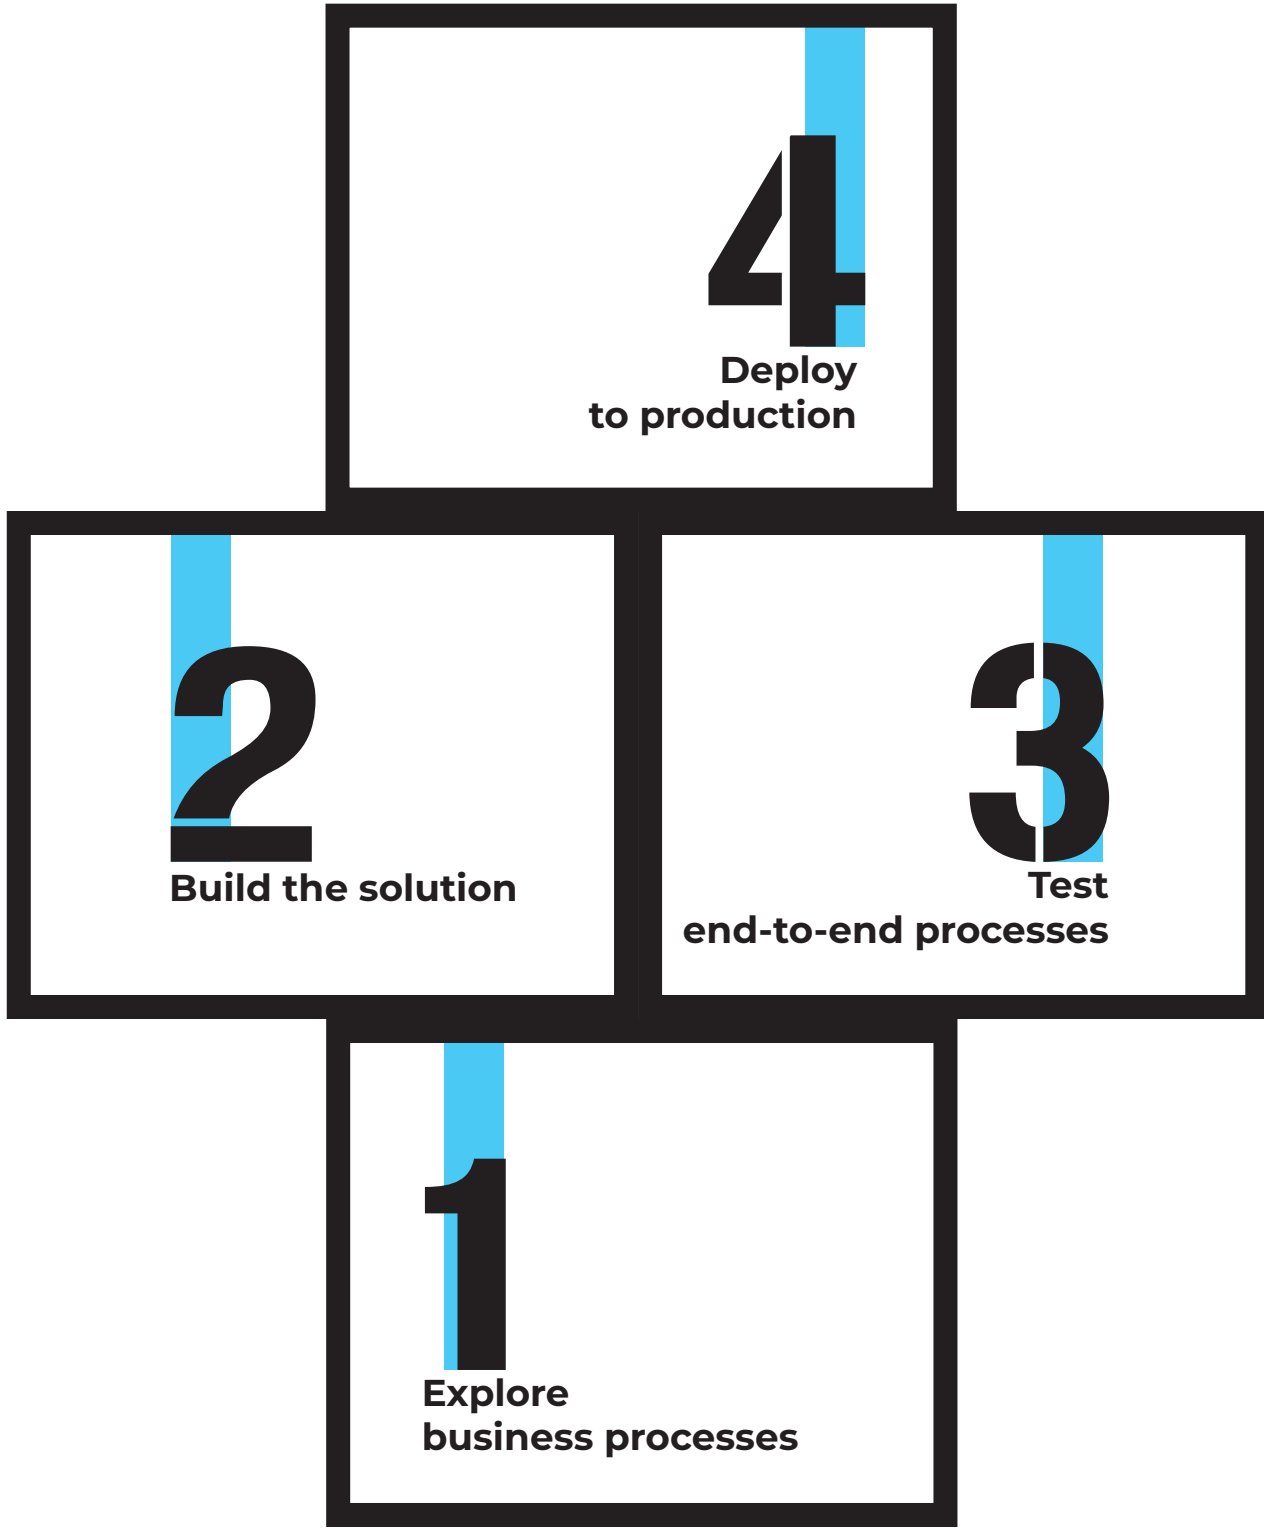 4
Deploy
to production
2
Build the solution
3
Test
end-to-end processes
1
Explore
business processes